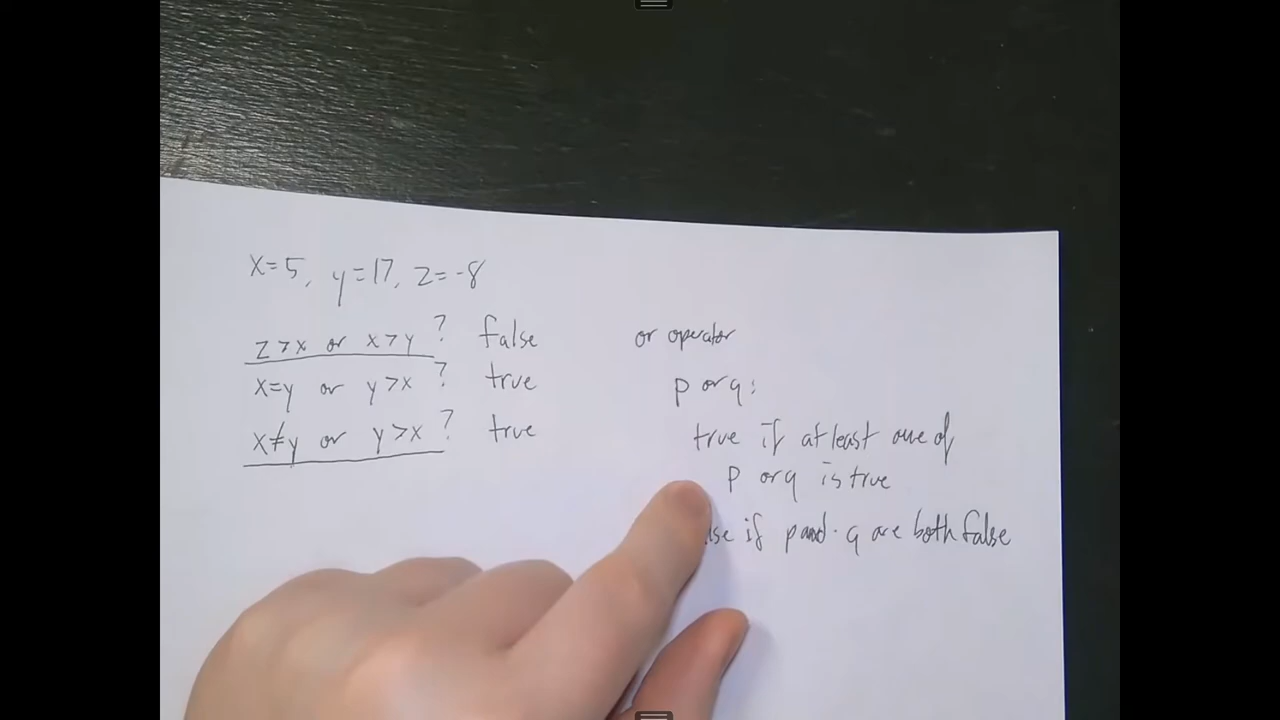 x=5, y=17, z=-8
z>x or x>y ? false
x=y or y>x ? true
x≠y or y>x ? true
or operator
p or q:
true if at least one of
p or q is true
if p and q are both false